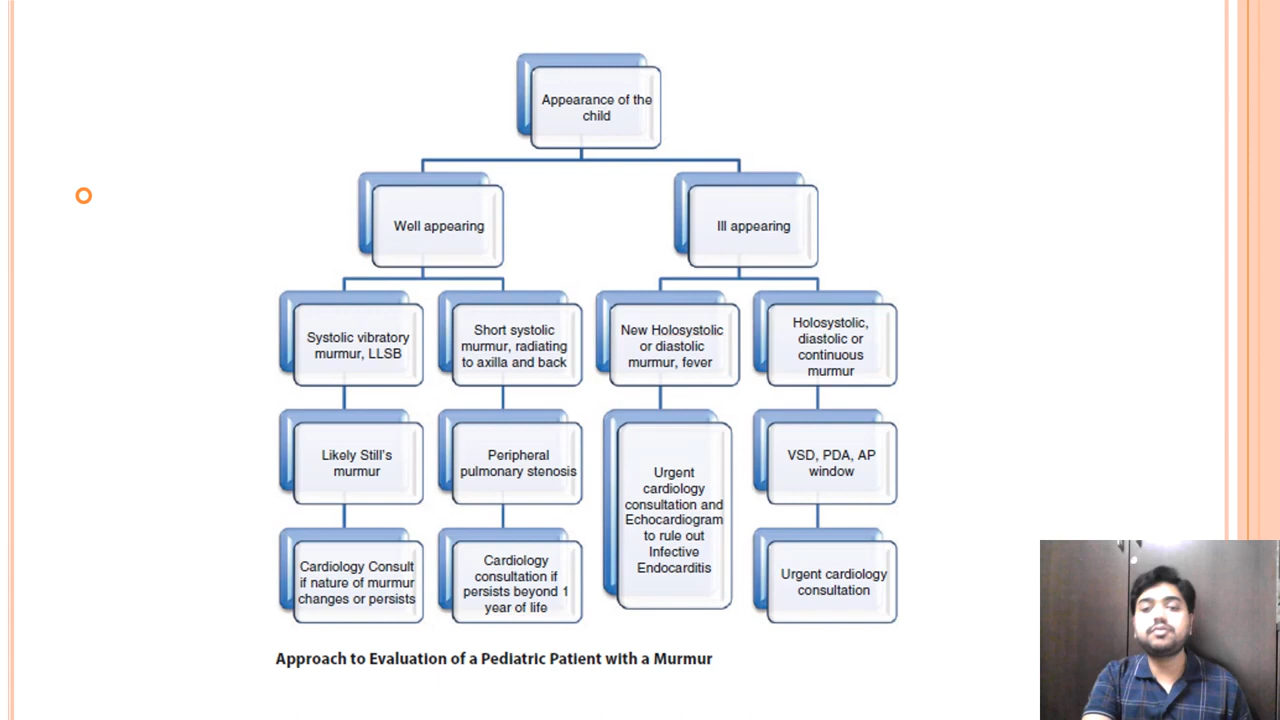 Appearance of the
child
Well appearing
Ill appearing
Systolic vibratory
murmur, LLSB
Short systolic
murmur, radiating
to axilla and back
New Holosystolic
or diastolic
murmur, fever
Holosystolic,
diastolic or
continuous
murmur
Likely Still's
murmur
Peripheral
pulmonary stenosis
Urgent
cardiology
consultation and
Echocardiogram
to rule out
Infective
Endocarditis
VSD, PDA, AP
window
Cardiology Consult
if nature of murmur
changes or persists
Cardiology
consultation if
persists beyond 1
year of life
Urgent cardiology
consultation
Approach to Evaluation of a Pediatric Patient with a Murmur